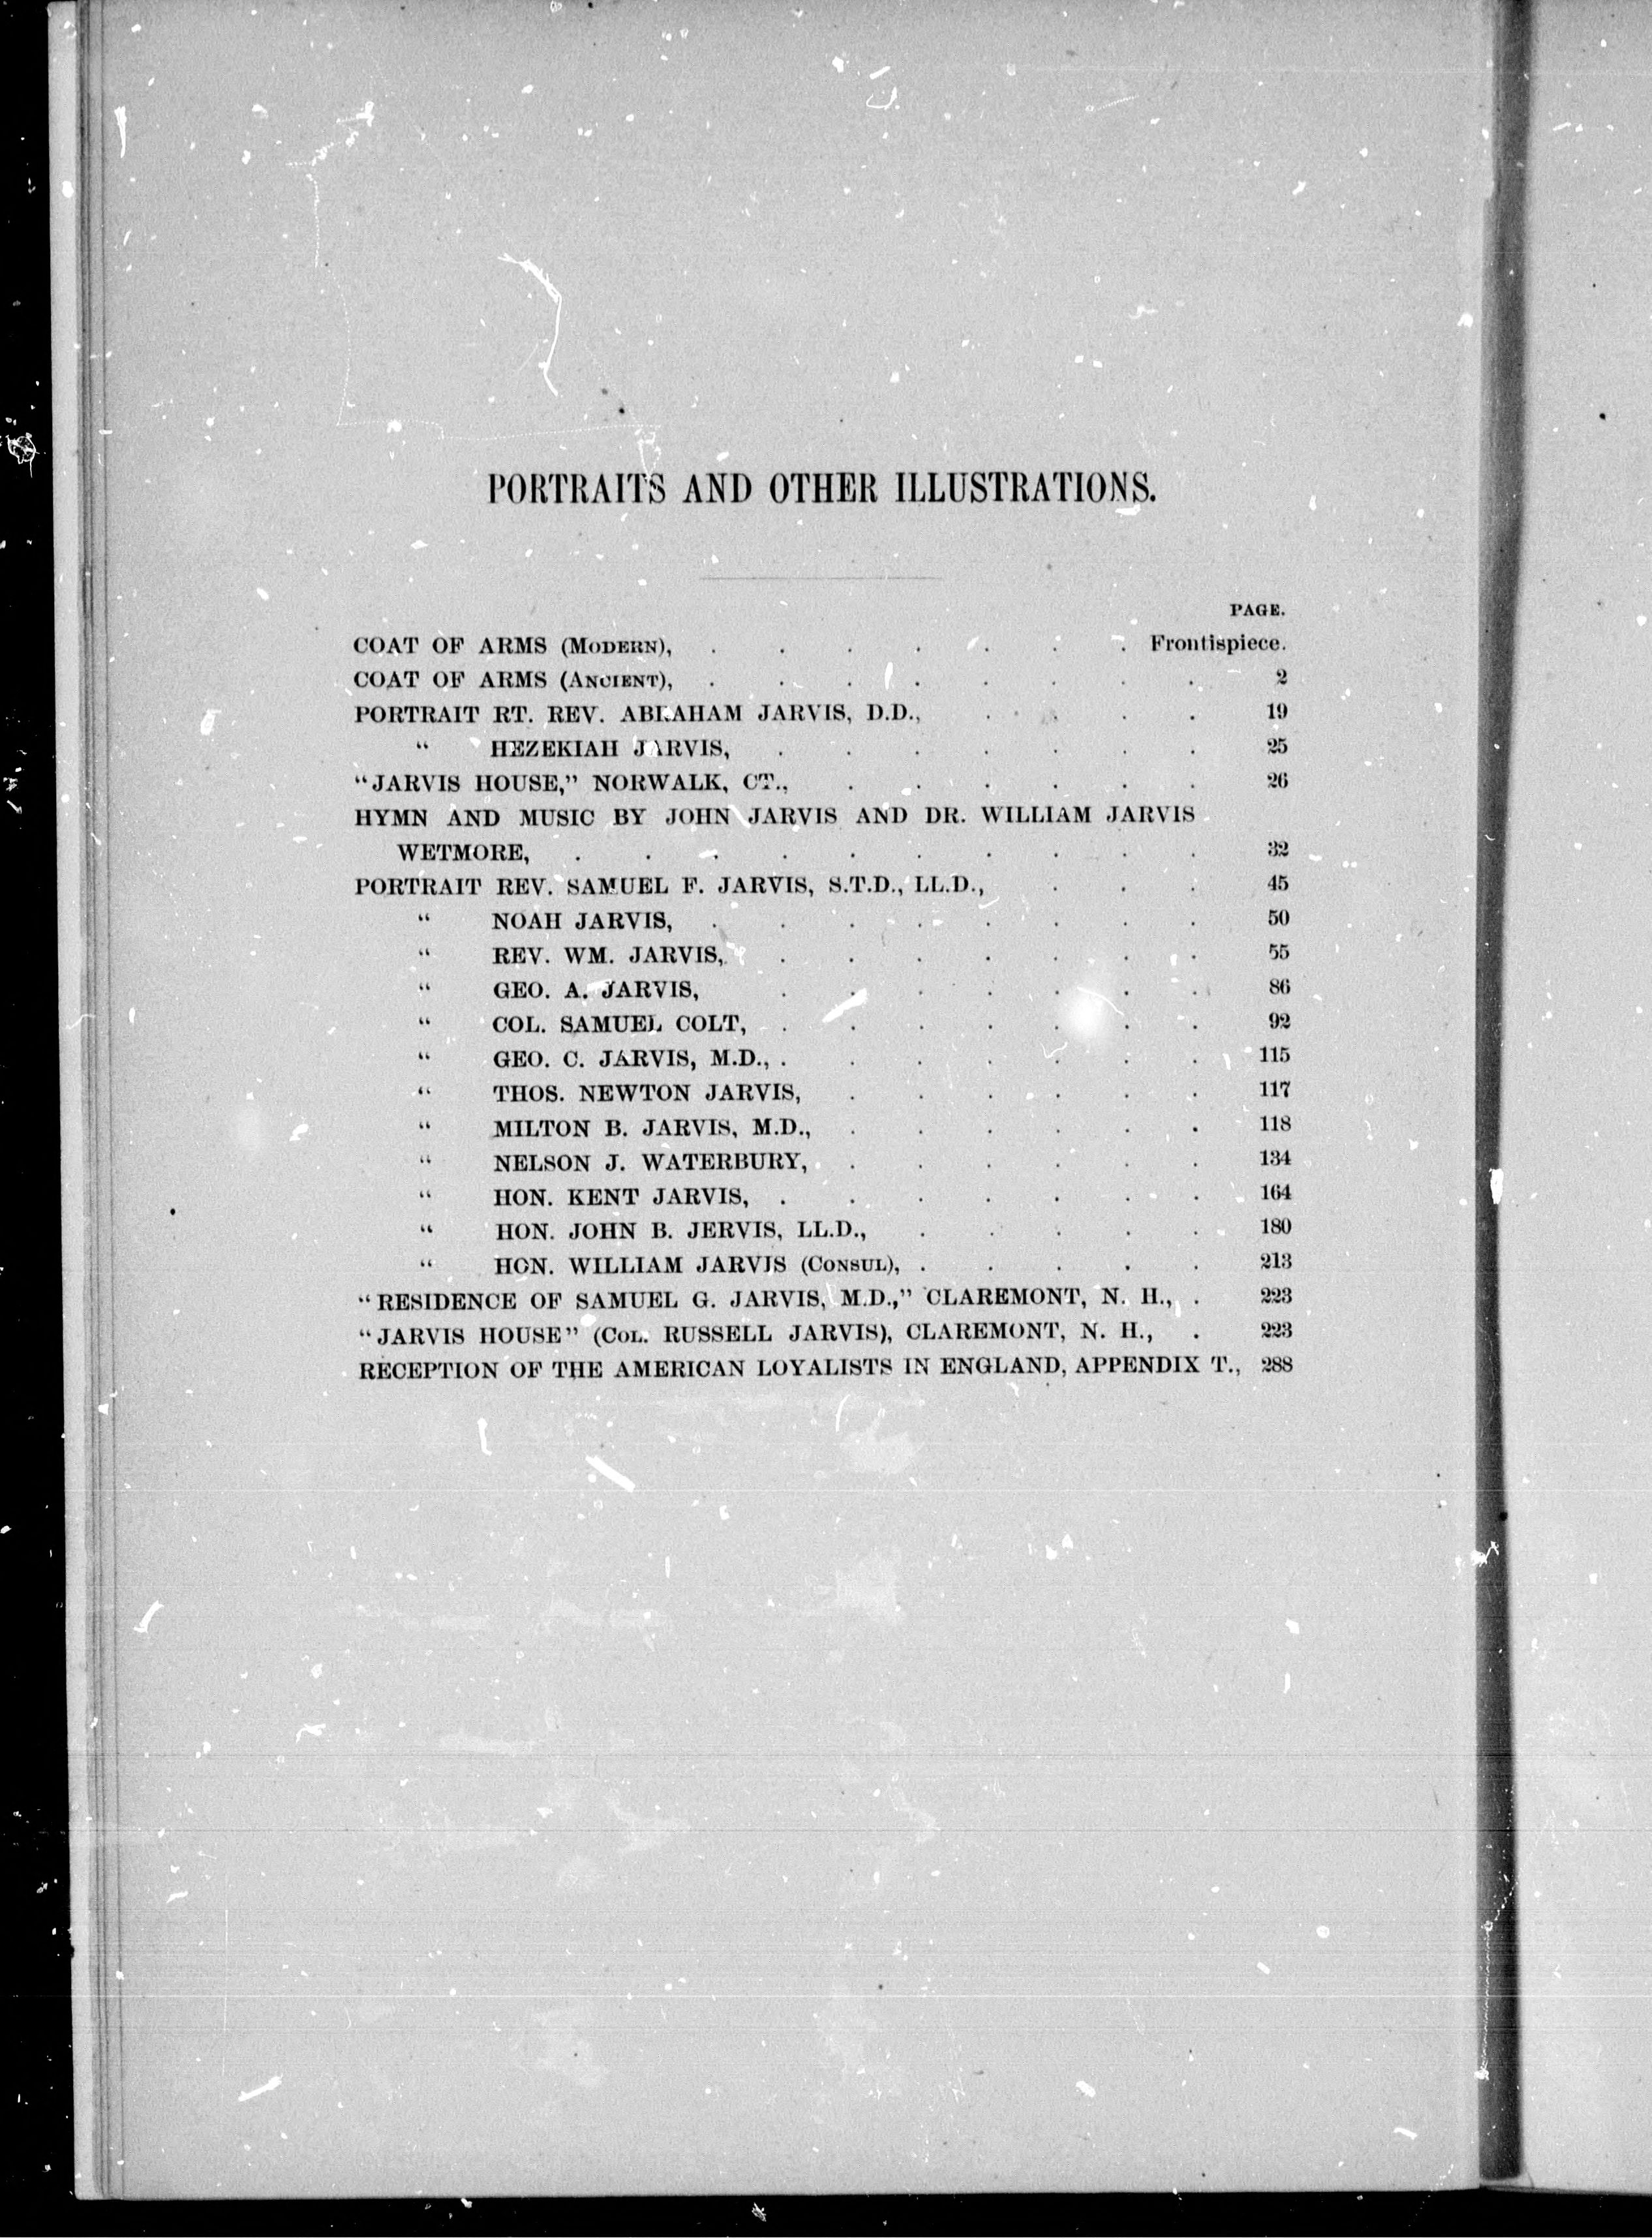 PORTRAITS AND OTHER ILLUSTRATIONS.
PAGE.
COAT OF ARMS (MODERN), . . . . . . . Frontispiece.
COAT OF ARMS (ANCIENT), . . . . . . . . 2
PORTRAIT RT. REV. ABRAHAM JARVIS, D.D., . . . . 19
“ HEZEKIAH JARVIS, . . . . . . . 25
“JARVIS HOUSE,” NORWALK, CT., . . . . . . 26
HYMN AND MUSIC BY JOHN JARVIS AND DR. WILLIAM JARVIS
WETMORE, . . . . . . . . . . 32
PORTRAIT REV. SAMUEL F. JARVIS, S.T.D., LL.D., . . . 45
“ NOAH JARVIS, . . . . . . . . 50
“ REV. WM. JARVIS, . . . . . . . 55
“ GEO. A. JARVIS, . . . . . . . 86
“ COL. SAMUEL COLT, . . . . . . . 92
“ GEO. C. JARVIS, M.D., . . . . . . . 115
“ THOS. NEWTON JARVIS, . . . . . . 117
“ MILTON B. JARVIS, M.D., . . . . . . 118
“ NELSON J. WATERBURY, . . . . . . 134
“ HON. KENT JARVIS, . . . . . . . 164
“ HON. JOHN B. JERVIS, LL.D., . . . . . 180
“ HON. WILLIAM JARVIS (CONSUL), . . . . . 213
“RESIDENCE OF SAMUEL G. JARVIS, M.D.,” CLAREMONT, N. H., . 223
“JARVIS HOUSE” (COL. RUSSELL JARVIS), CLAREMONT, N. H., . 223
RECEPTION OF THE AMERICAN LOYALISTS IN ENGLAND, APPENDIX T., 288